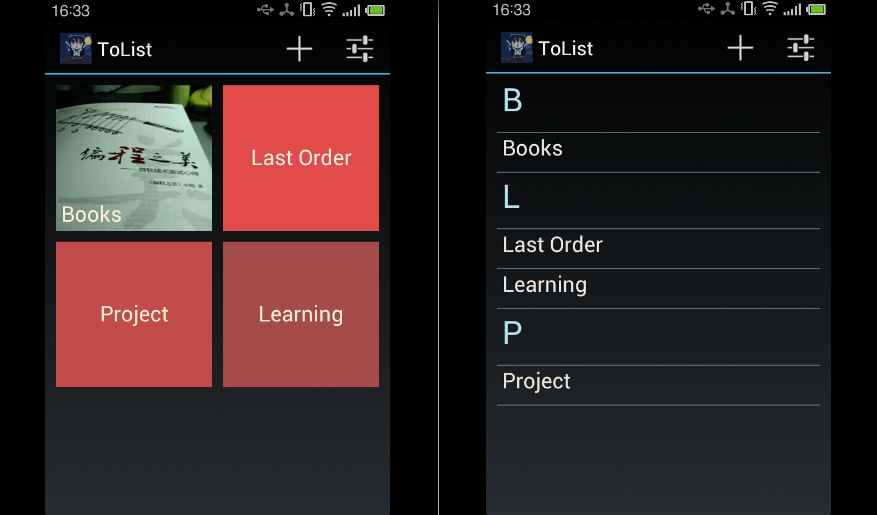 16:33
ToList
编程之美
Books
Last Order
Project
Learning
16:33
ToList
B
Books
L
Last Order
Learning
P
Project